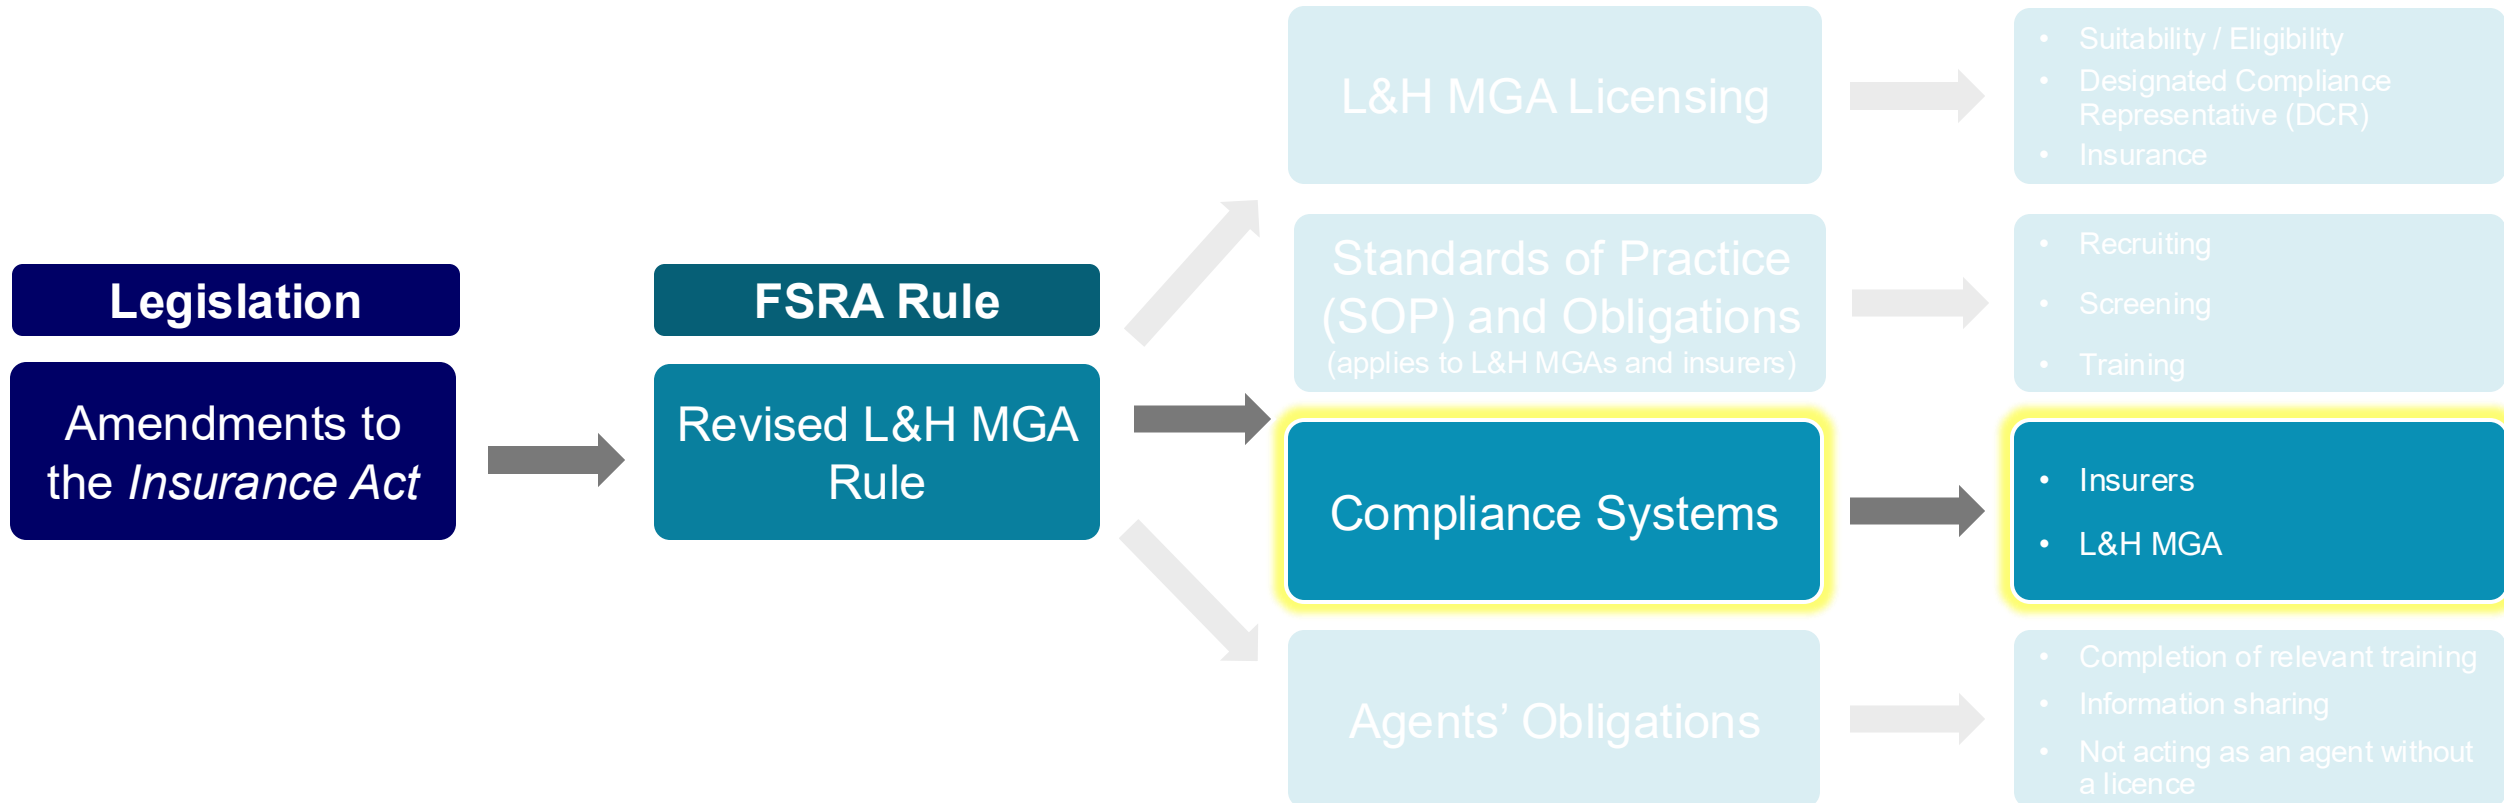 Legislation
Amendments to
the Insurance Act
FSRA Rule
Revised L&H MGA
Rule
L&H MGA Licensing
• Suitability / Eligibility
• Designated Compliance
Representative (DCR)
• Insurance
Standards of Practice
(SOP) and Obligations
(applies to L&H MGAs and insurers)
• Recruiting
• Screening
• Training
Compliance Systems
• Insurers
• L&H MGA
Agents’ Obligations
• Completion of relevant training
• Information sharing
• Not acting as an agent without
a licence